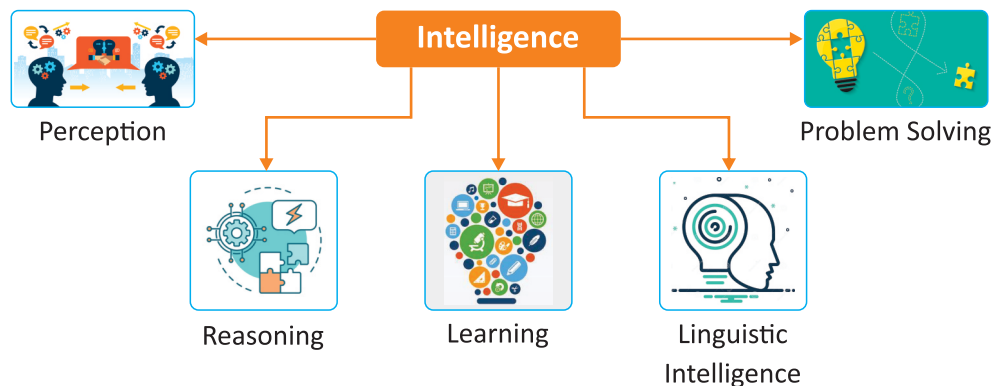 Intelligence
Perception
Problem Solving
Reasoning
Learning
Linguistic
Intelligence